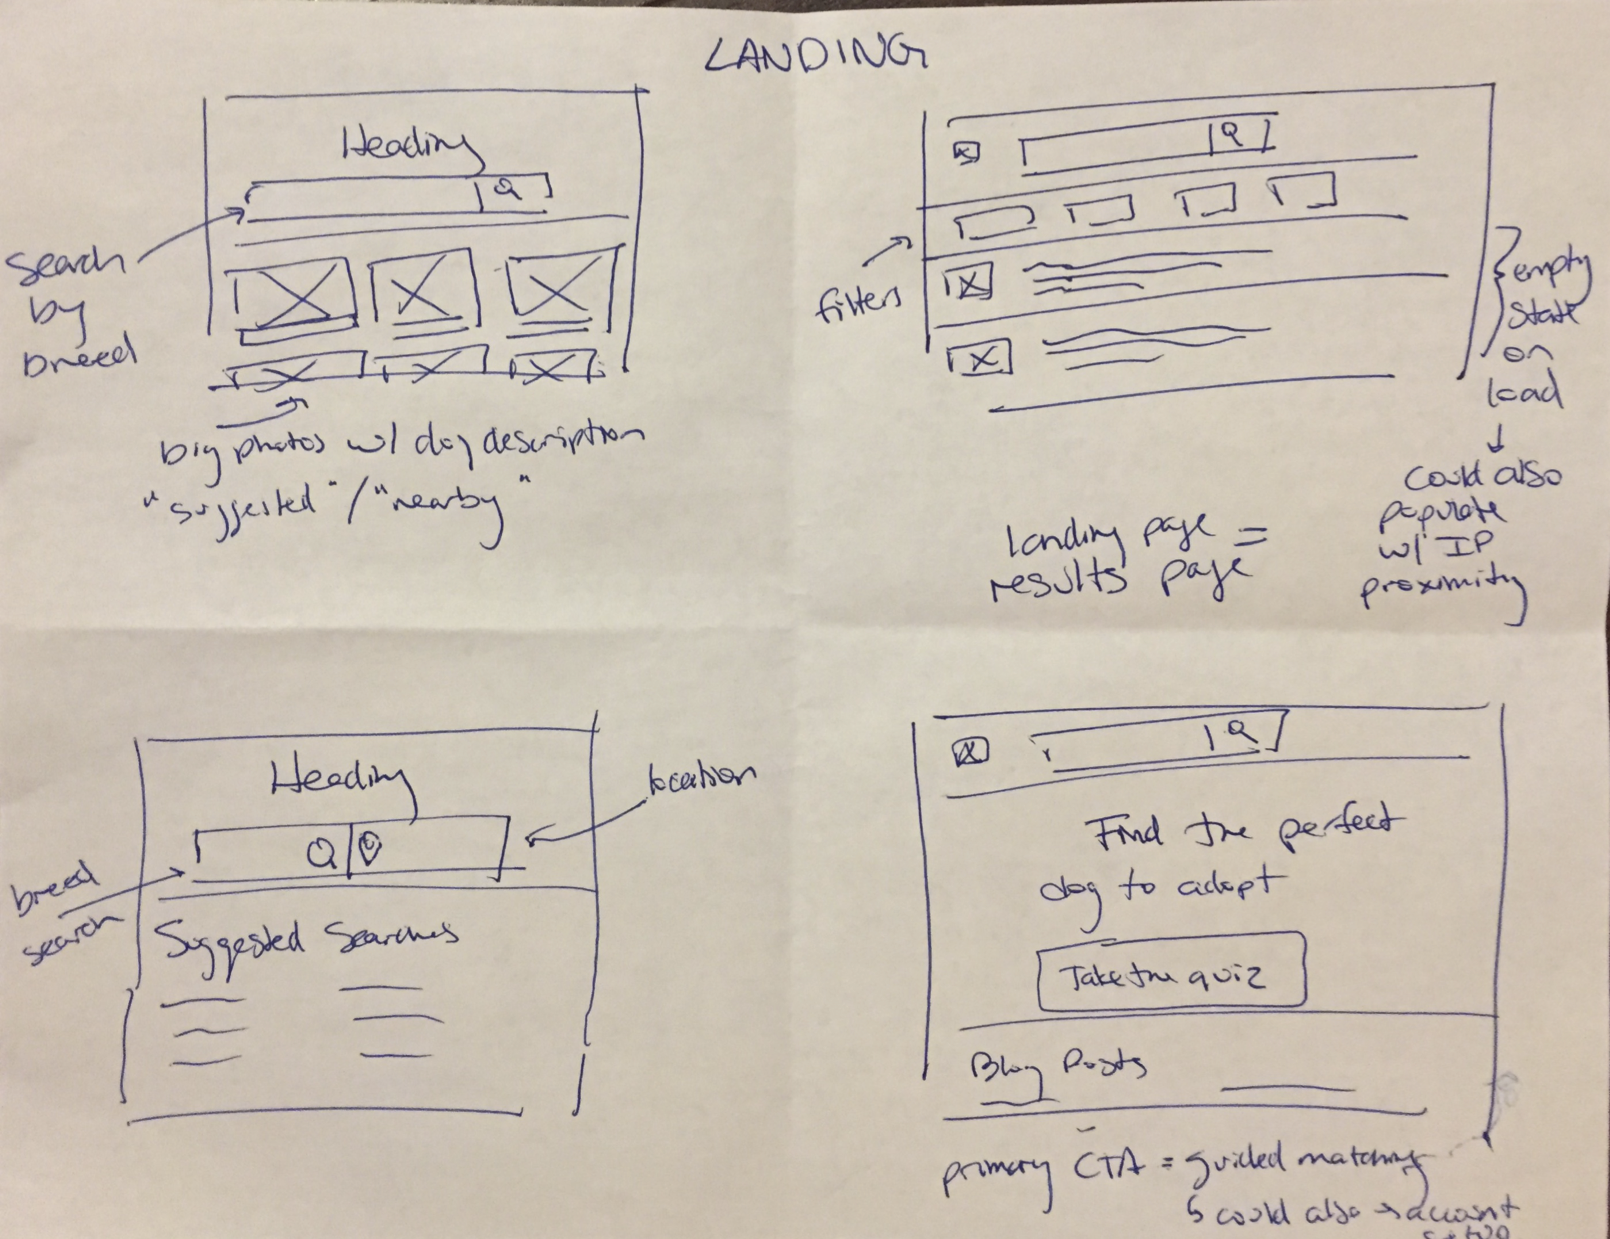 LANDING
Heading
Search
by
breed
big photos w/ dog description
"suggested" / "nearby"
filters
empty
state
on
load
could also
populate
w/ IP
proximity
landing page =
results page
Heading
location
breed
search
Suggested Searches
Find the perfect
dog to adopt
Take the quiz
Blog Posts
primary CTA = guided matching
↳ could also → account
setup